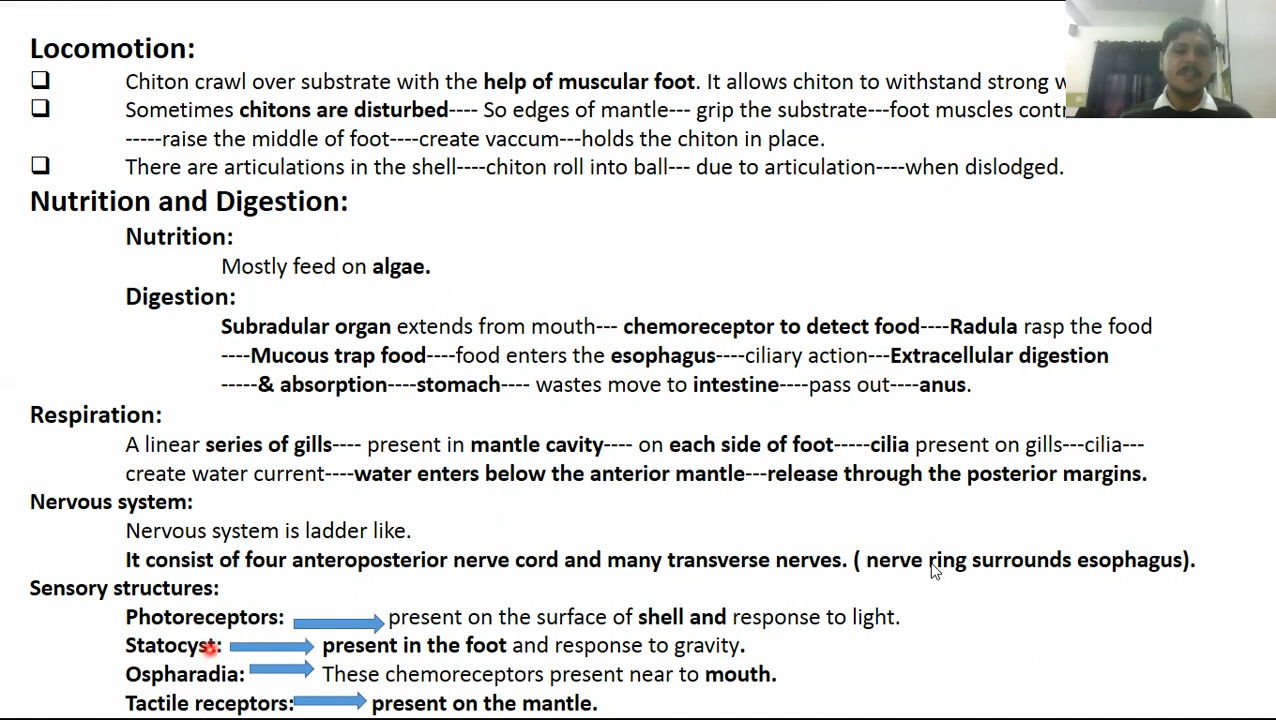 Locomotion:
Chiton crawl over substrate with the help of muscular foot. It allows chiton to withstand strong
Sometimes chitons are disturbed---- So edges of mantle--- grip the substrate---foot muscles
-----raise the middle of foot----create vaccum---holds the chiton in place.
There are articulations in the shell----chiton roll into ball--- due to articulation----when dislodged.
Nutrition and Digestion:
Nutrition:
Mostly feed on algae.
Digestion:
Subradular organ extends from mouth--- chemoreceptor to detect food----Radula rasp the food
----Mucous trap food----food enters the esophagus----ciliary action---Extracellular digestion
-----& absorption----stomach---- wastes move to intestine----pass out----anus.
Respiration:
A linear series of gills---- present in mantle cavity---- on each side of foot-----cilia present on gills---cilia---
create water current----water enters below the anterior mantle---release through the posterior margins.
Nervous system:
Nervous system is ladder like.
It consist of four anteroposterior nerve cord and many transverse nerves. ( nerve ring surrounds esophagus).
Sensory structures:
Photoreceptors: present on the surface of shell and response to light.
Statocyst: present in the foot and response to gravity.
Ospharadia: These chemoreceptors present near to mouth.
Tactile receptors: present on the mantle.